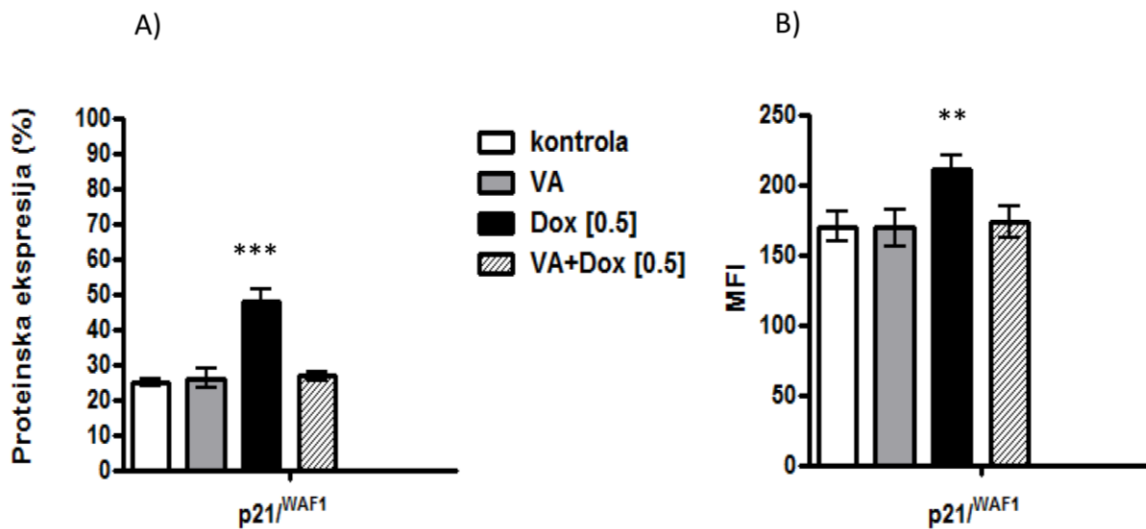 A)
Proteinska ekspresija (%)
100
90
80
70
60
50
40
30
20
10
0
***
p21/WAF1
kontrola
VA
Dox [0.5]
VA+Dox [0.5]
B)
MFI
250
200
150
100
50
0
**
p21/WAF1